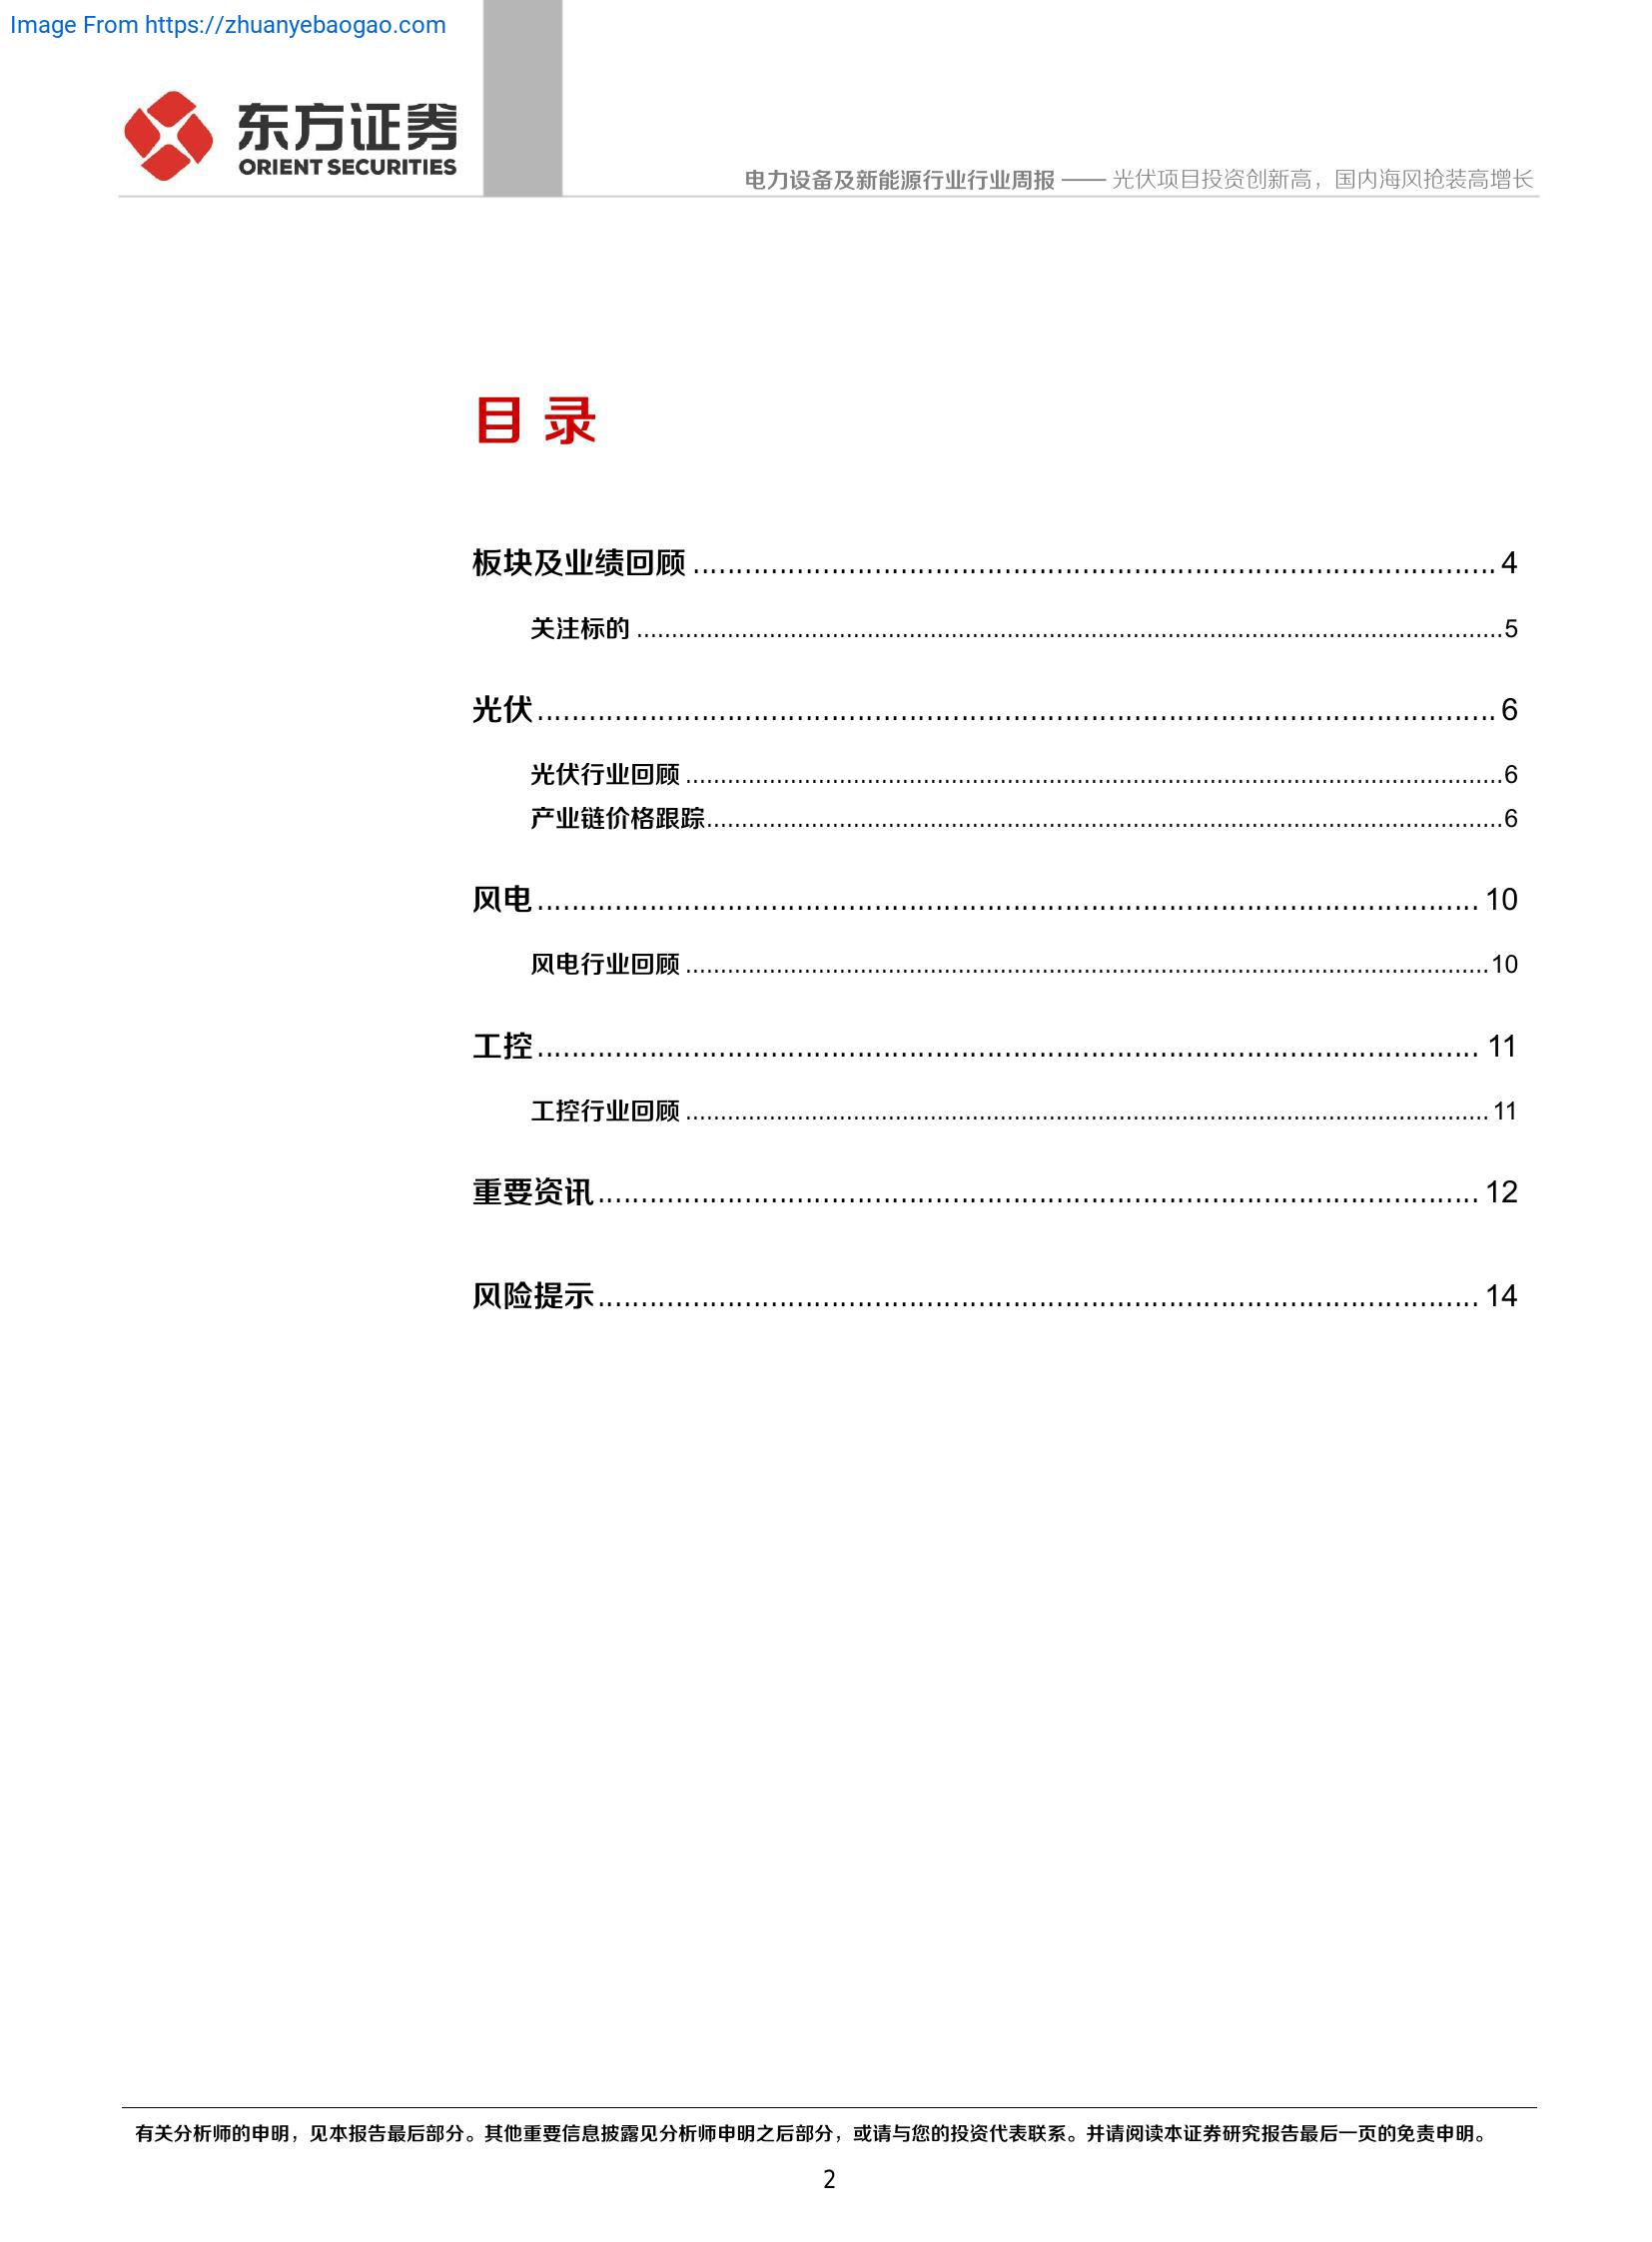 Image From https://zhuanyebaogao.com
东方证券
ORIENT SECURITIES
电力设备及新能源行业行业周报 —— 光伏项目投资创新高，国内海风抢装高增长
目 录
板块及业绩回顾 ........................................................................ 4
关注标的 ........................................................................ 5
光伏 ........................................................................ 6
光伏行业回顾 ........................................................................ 6
产业链价格跟踪 ........................................................................ 6
风电 ........................................................................ 10
风电行业回顾 ........................................................................ 10
工控 ........................................................................ 11
工控行业回顾 ........................................................................ 11
重要资讯 ........................................................................ 12
风险提示 ........................................................................ 14
有关分析师的申明，见本报告最后部分。其他重要信息披露见分析师申明之后部分，或请与您的投资代表联系。并请阅读本证券研究报告最后一页的免责申明。
2